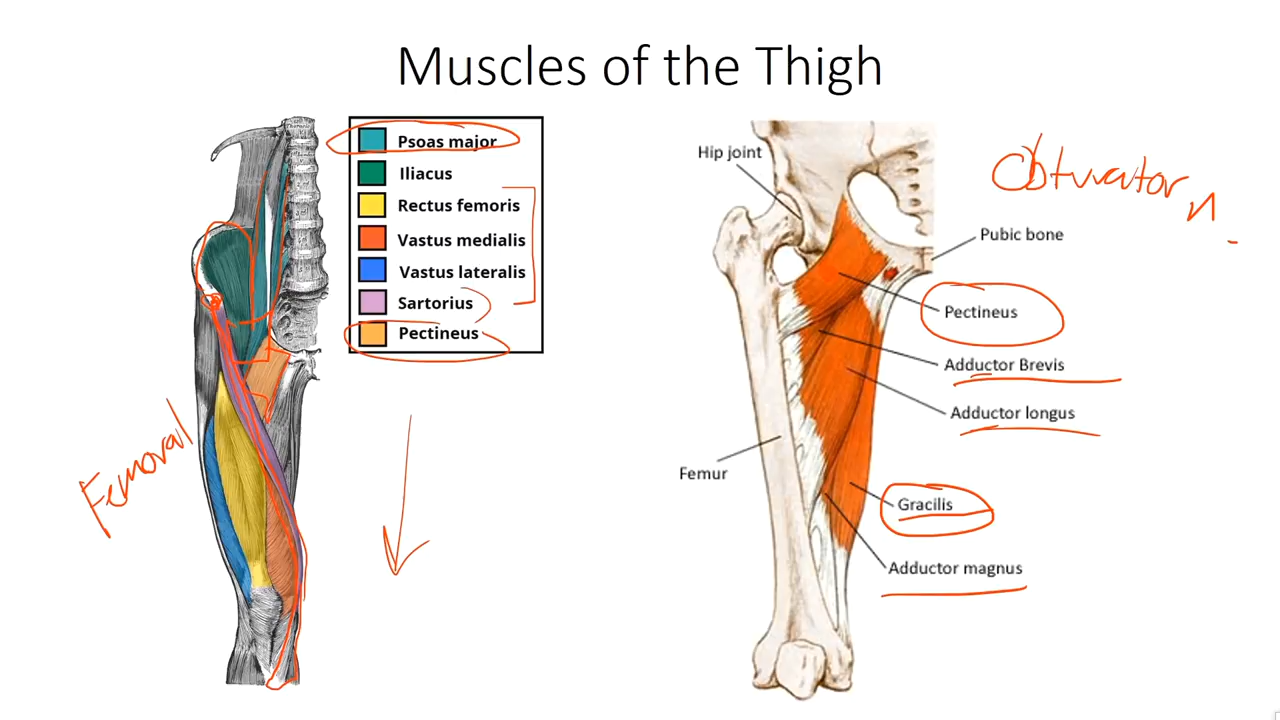 Muscles of the Thigh
Psoas major
Iliacus
Rectus femoris
Vastus medialis
Vastus lateralis
Sartorius
Pectineus
Femoral
Hip joint
Obturator n.
Pubic bone
Pectineus
Adductor Brevis
Adductor longus
Femur
Gracilis
Adductor magnus